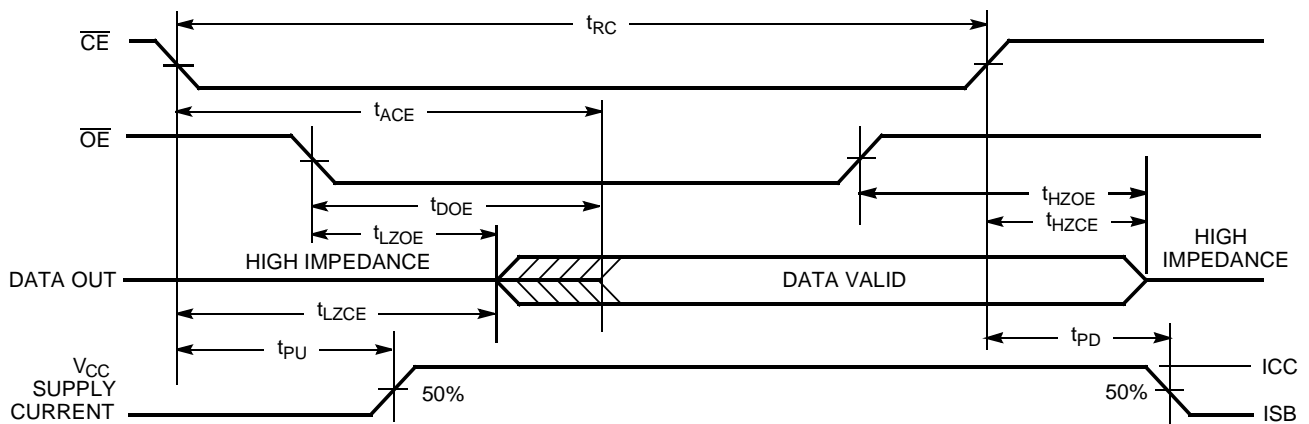 tRC
CE
tACE
OE
tHZOE
tDOE
tHZCE
tLZOE
HIGH
IMPEDANCE
HIGH IMPEDANCE
DATA OUT
DATA VALID
tLZCE
tPU
tPD
VCC
SUPPLY
CURRENT
50%
50%
ICC
ISB